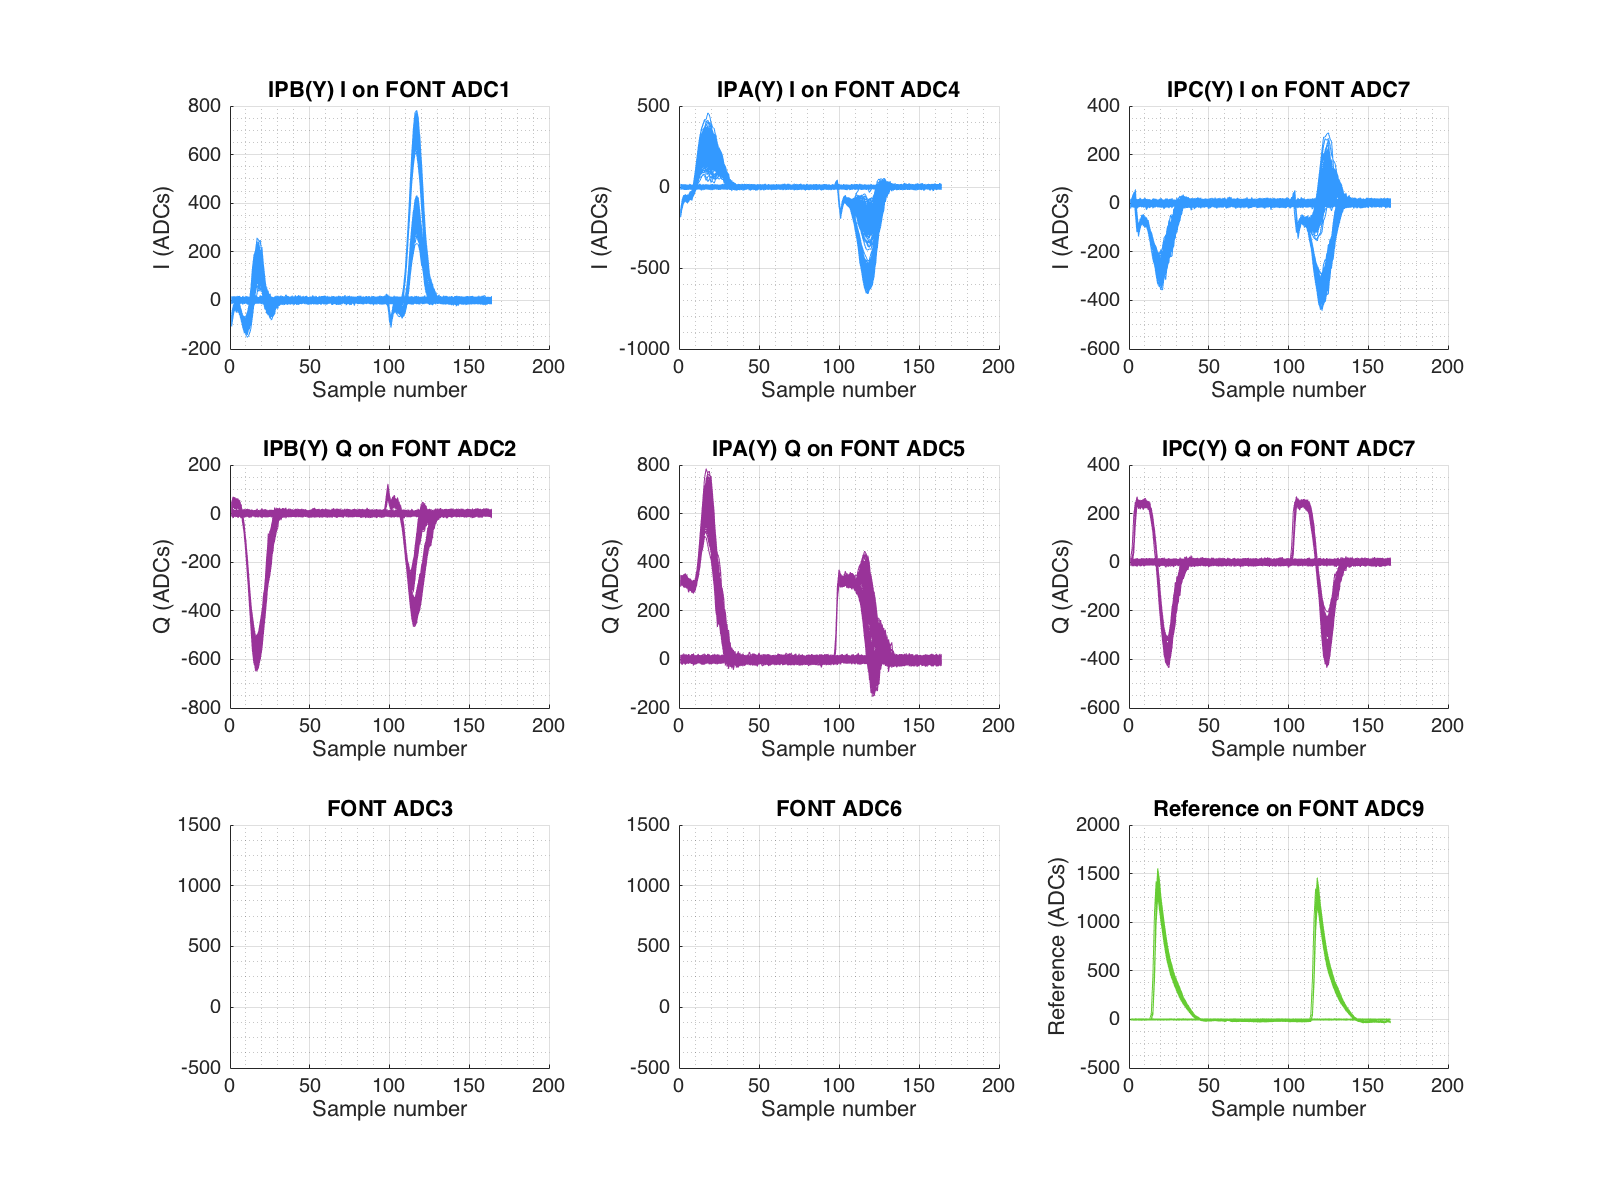 IPB(Y) I on FONT ADC1
I (ADCs)
800
600
400
200
0
-200
0 50 100 150 200
Sample number
IPA(Y) I on FONT ADC4
I (ADCs)
500
0
-500
-1000
0 50 100 150 200
Sample number
IPC(Y) I on FONT ADC7
I (ADCs)
400
200
0
-200
-400
-600
0 50 100 150 200
Sample number
IPB(Y) Q on FONT ADC2
Q (ADCs)
200
0
-200
-400
-600
-800
0 50 100 150 200
Sample number
IPA(Y) Q on FONT ADC5
Q (ADCs)
800
600
400
200
0
-200
0 50 100 150 200
Sample number
IPC(Y) Q on FONT ADC7
Q (ADCs)
400
200
0
-200
-400
-600
0 50 100 150 200
Sample number
FONT ADC3
1500
1000
500
0
-500
0 50 100 150 200
Sample number
FONT ADC6
1500
1000
500
0
-500
0 50 100 150 200
Sample number
Reference on FONT ADC9
Reference (ADCs)
2000
1500
1000
500
0
-500
0 50 100 150 200
Sample number